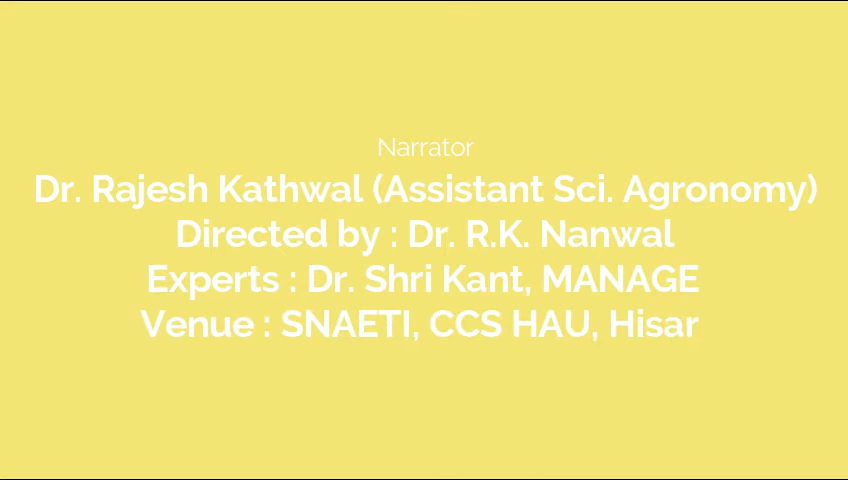 Narrator
Dr. Rajesh Kathwal (Assistant Sci. Agronomy)
Directed by : Dr. R.K. Nanwal
Experts : Dr. Shri Kant, MANAGE
Venue : SNAETI, CCS HAU, Hisar